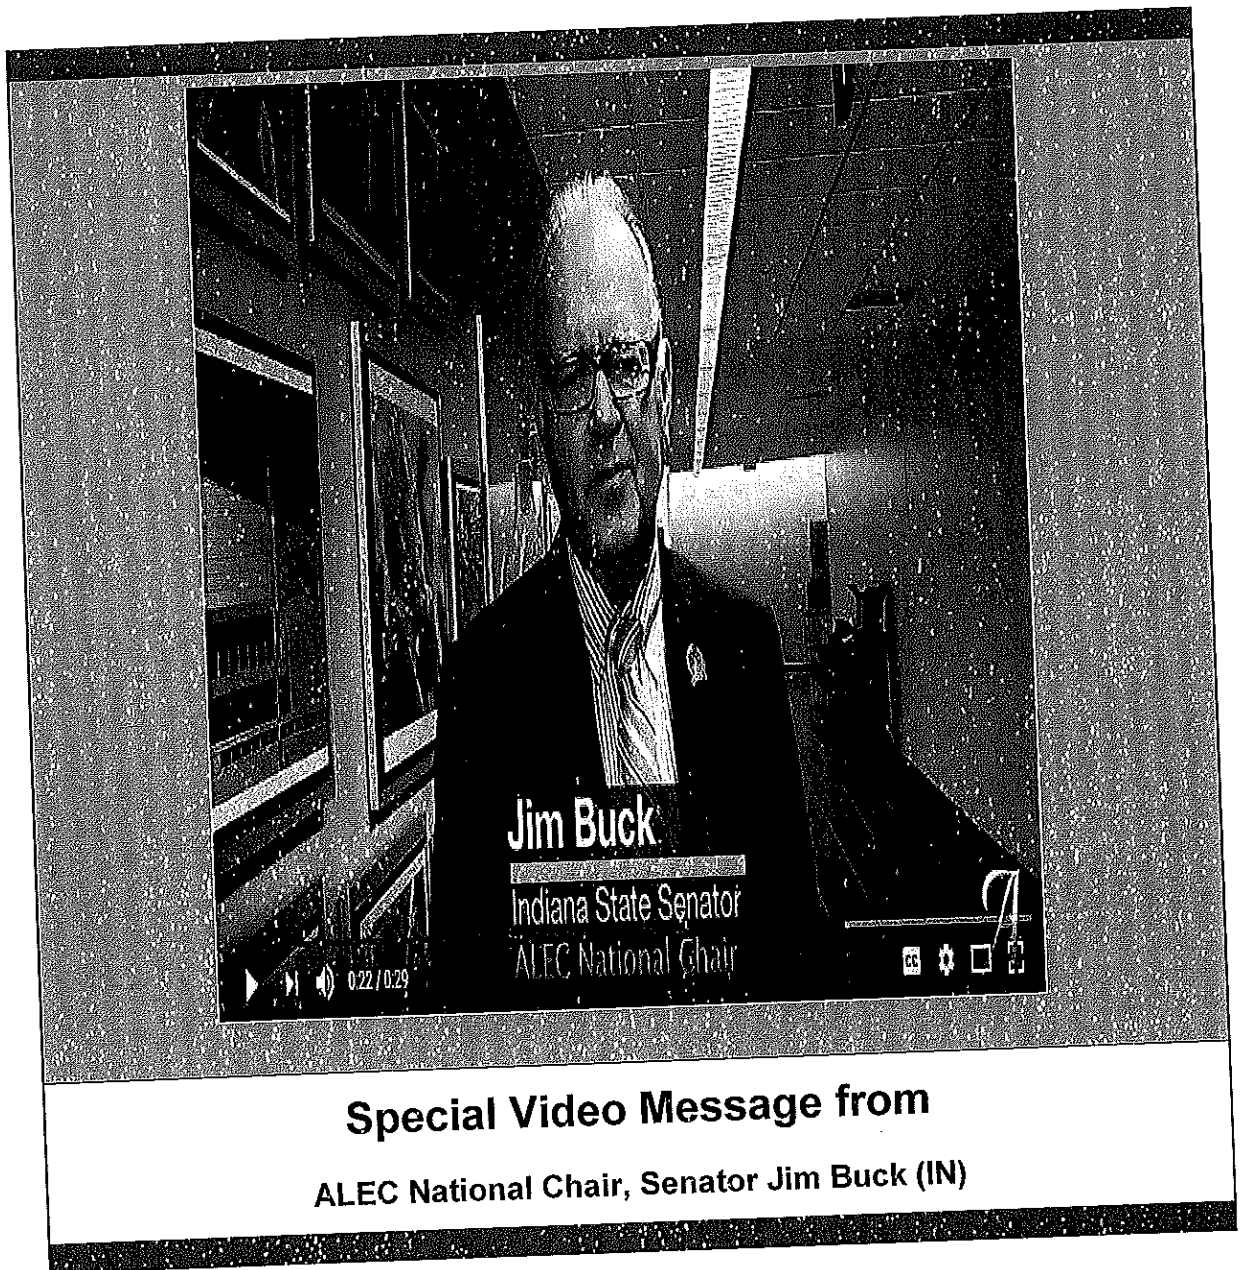 Jim Buck
Indiana State Senator
ALEC National Chair
0:22 / 0:29
CC
Special Video Message from
ALEC National Chair, Senator Jim Buck (IN)